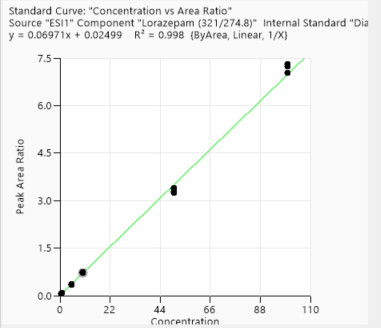 Standard Curve: "Concentration vs Area Ratio"
Source "ESI1" Component "Lorazepam (321/274.8)" Internal Standard "Dia
y = 0.06971x + 0.02499 R² = 0.998 {ByArea, Linear, 1/X}
Peak Area Ratio
7.5
6.0
4.5
3.0
1.5
0.0
0 22 44 66 88 110
Concentration